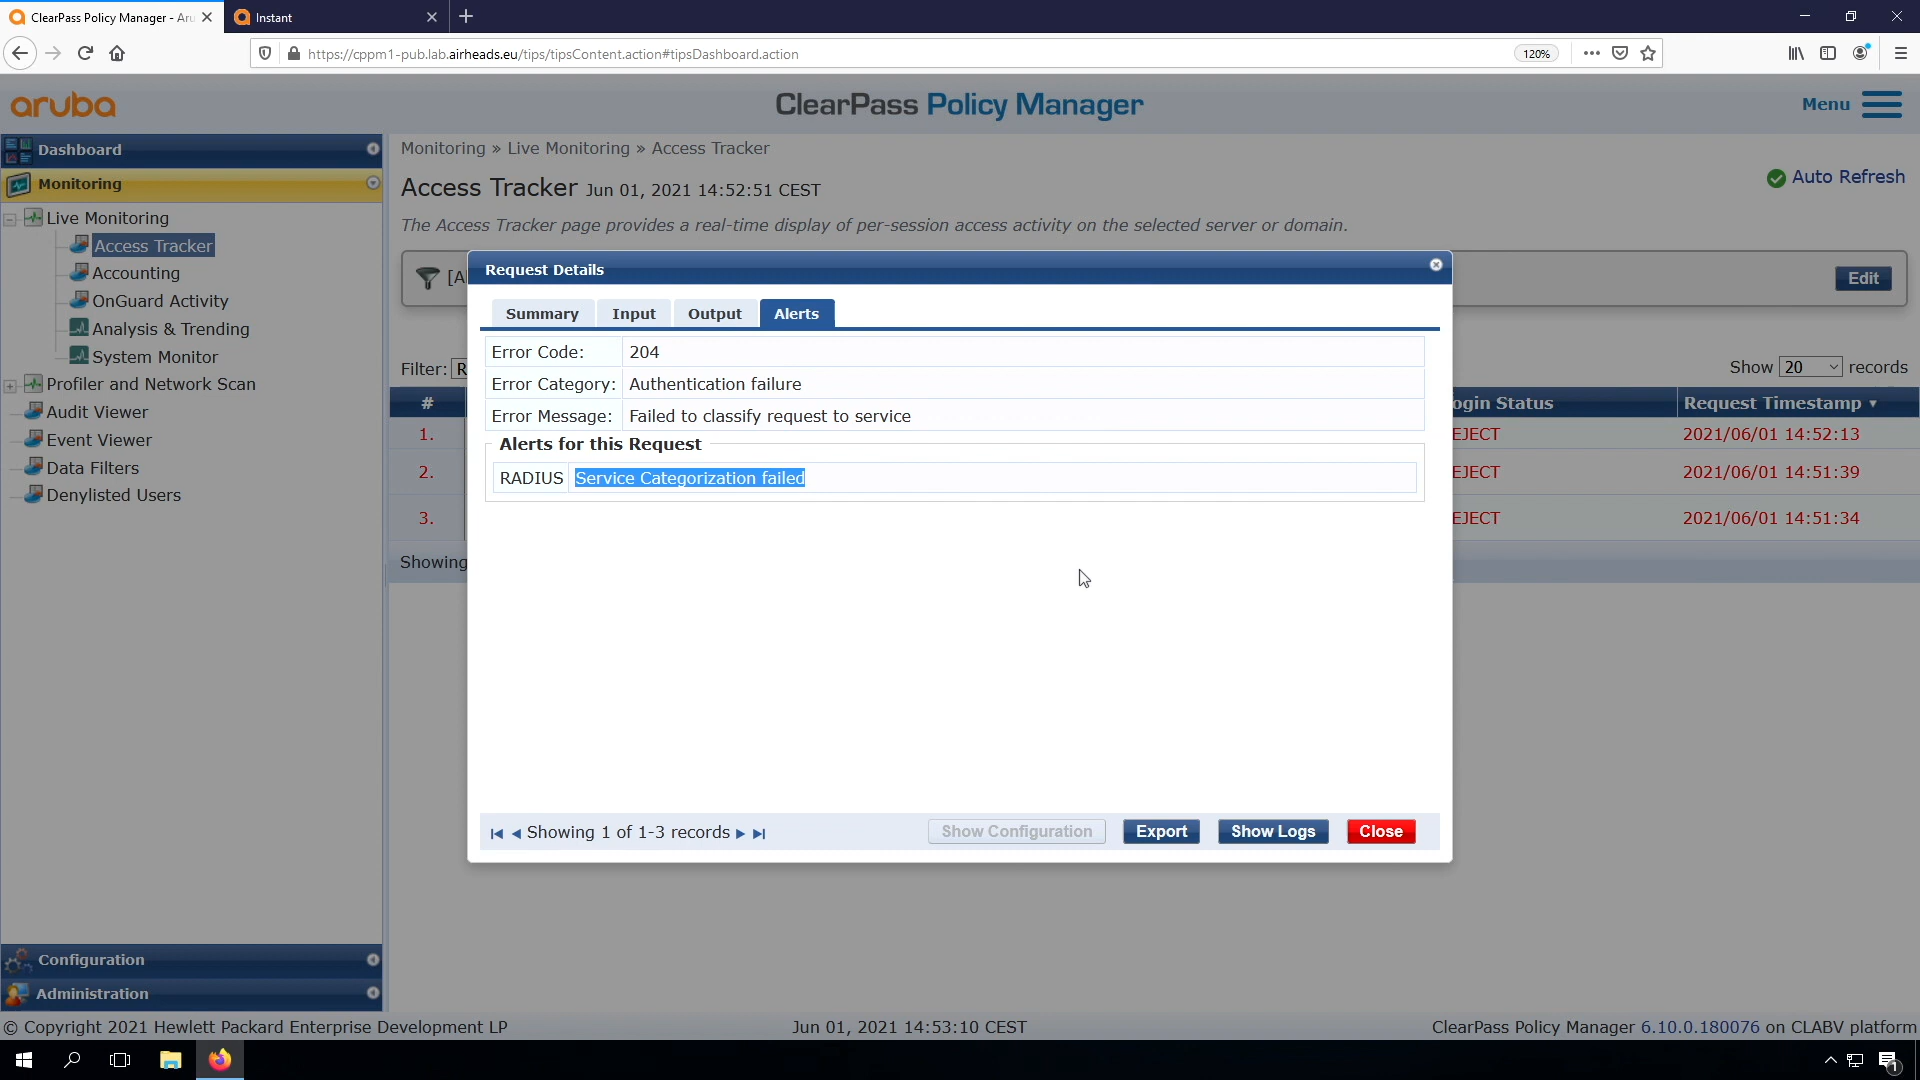 ClearPass Policy Manager - Aru
Instant
https://cppm1-pub.lab.airheads.eu/tips/tipsContent.action#tipsDashboard.action
120%
aruba
ClearPass Policy Manager
Menu
Dashboard
Monitoring
Live Monitoring
Access Tracker
Accounting
OnGuard Activity
Analysis & Trending
System Monitor
Profiler and Network Scan
Audit Viewer
Event Viewer
Data Filters
Denylisted Users
Configuration
Administration
Monitoring » Live Monitoring » Access Tracker
Access Tracker Jun 01, 2021 14:52:51 CEST
Auto Refresh
The Access Tracker page provides a real-time display of per-session access activity on the selected server or domain.
Edit
Filter:
Show 20 records
#
Request Timestamp
1.
EJECT 2021/06/01 14:52:13
2.
EJECT 2021/06/01 14:51:39
3.
EJECT 2021/06/01 14:51:34
Showing
Request Details
Summary Input Output Alerts
Error Code: 204
Error Category: Authentication failure
Error Message: Failed to classify request to service
Alerts for this Request
RADIUS Service Categorization failed
Showing 1 of 1-3 records
Show Configuration Export Show Logs Close
© Copyright 2021 Hewlett Packard Enterprise Development LP
Jun 01, 2021 14:53:10 CEST
ClearPass Policy Manager 6.10.0.180076 on CLABV platform
1